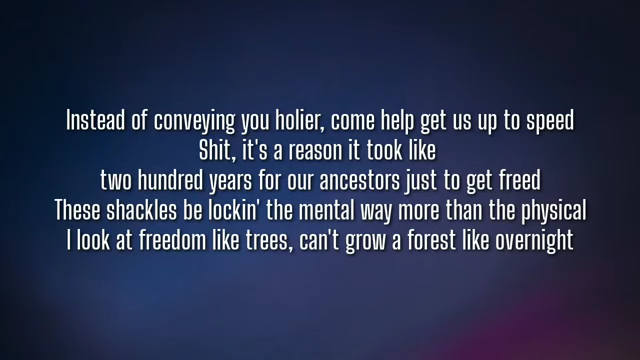 Instead of conveying you holier, come help get us up to speed
Shit, it's a reason it took like
two hundred years for our ancestors just to get freed
These shackles be lockin' the mental way more than the physical
I look at freedom like trees, can't grow a forest like overnight